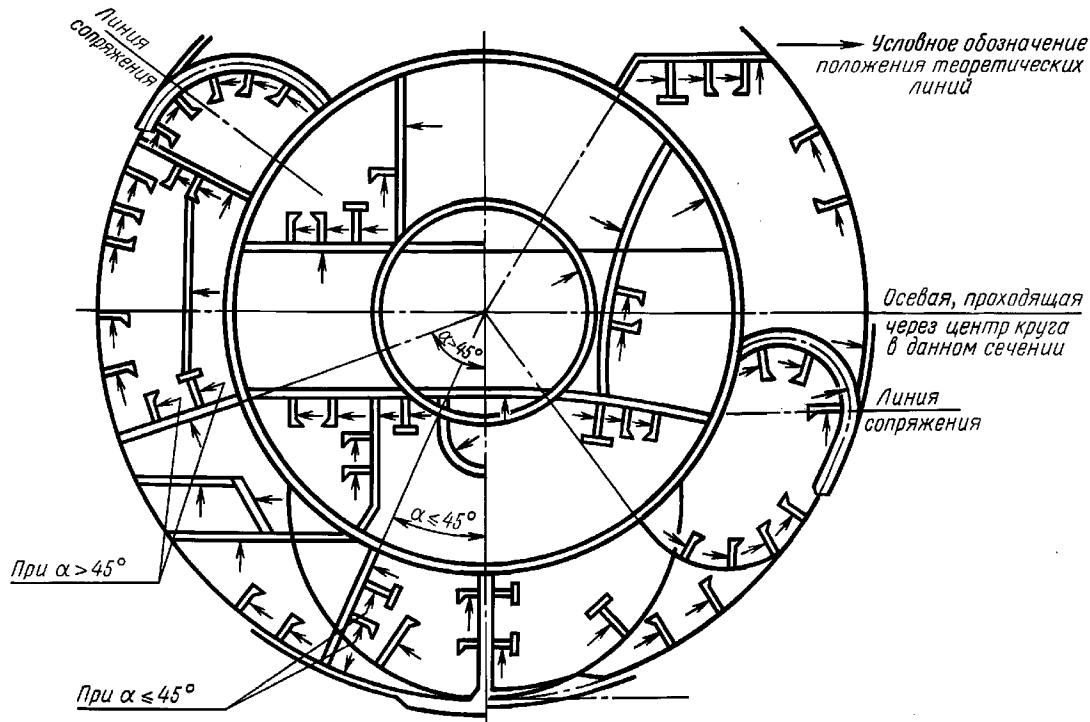 Линия
сопряжения
Условное обозначение
положения теоретических
линий
Осевая, проходящая
через центр круга
в данном сечении
α>45°
Линия
сопряжения
α≤45°
При α>45°
При α≤45°